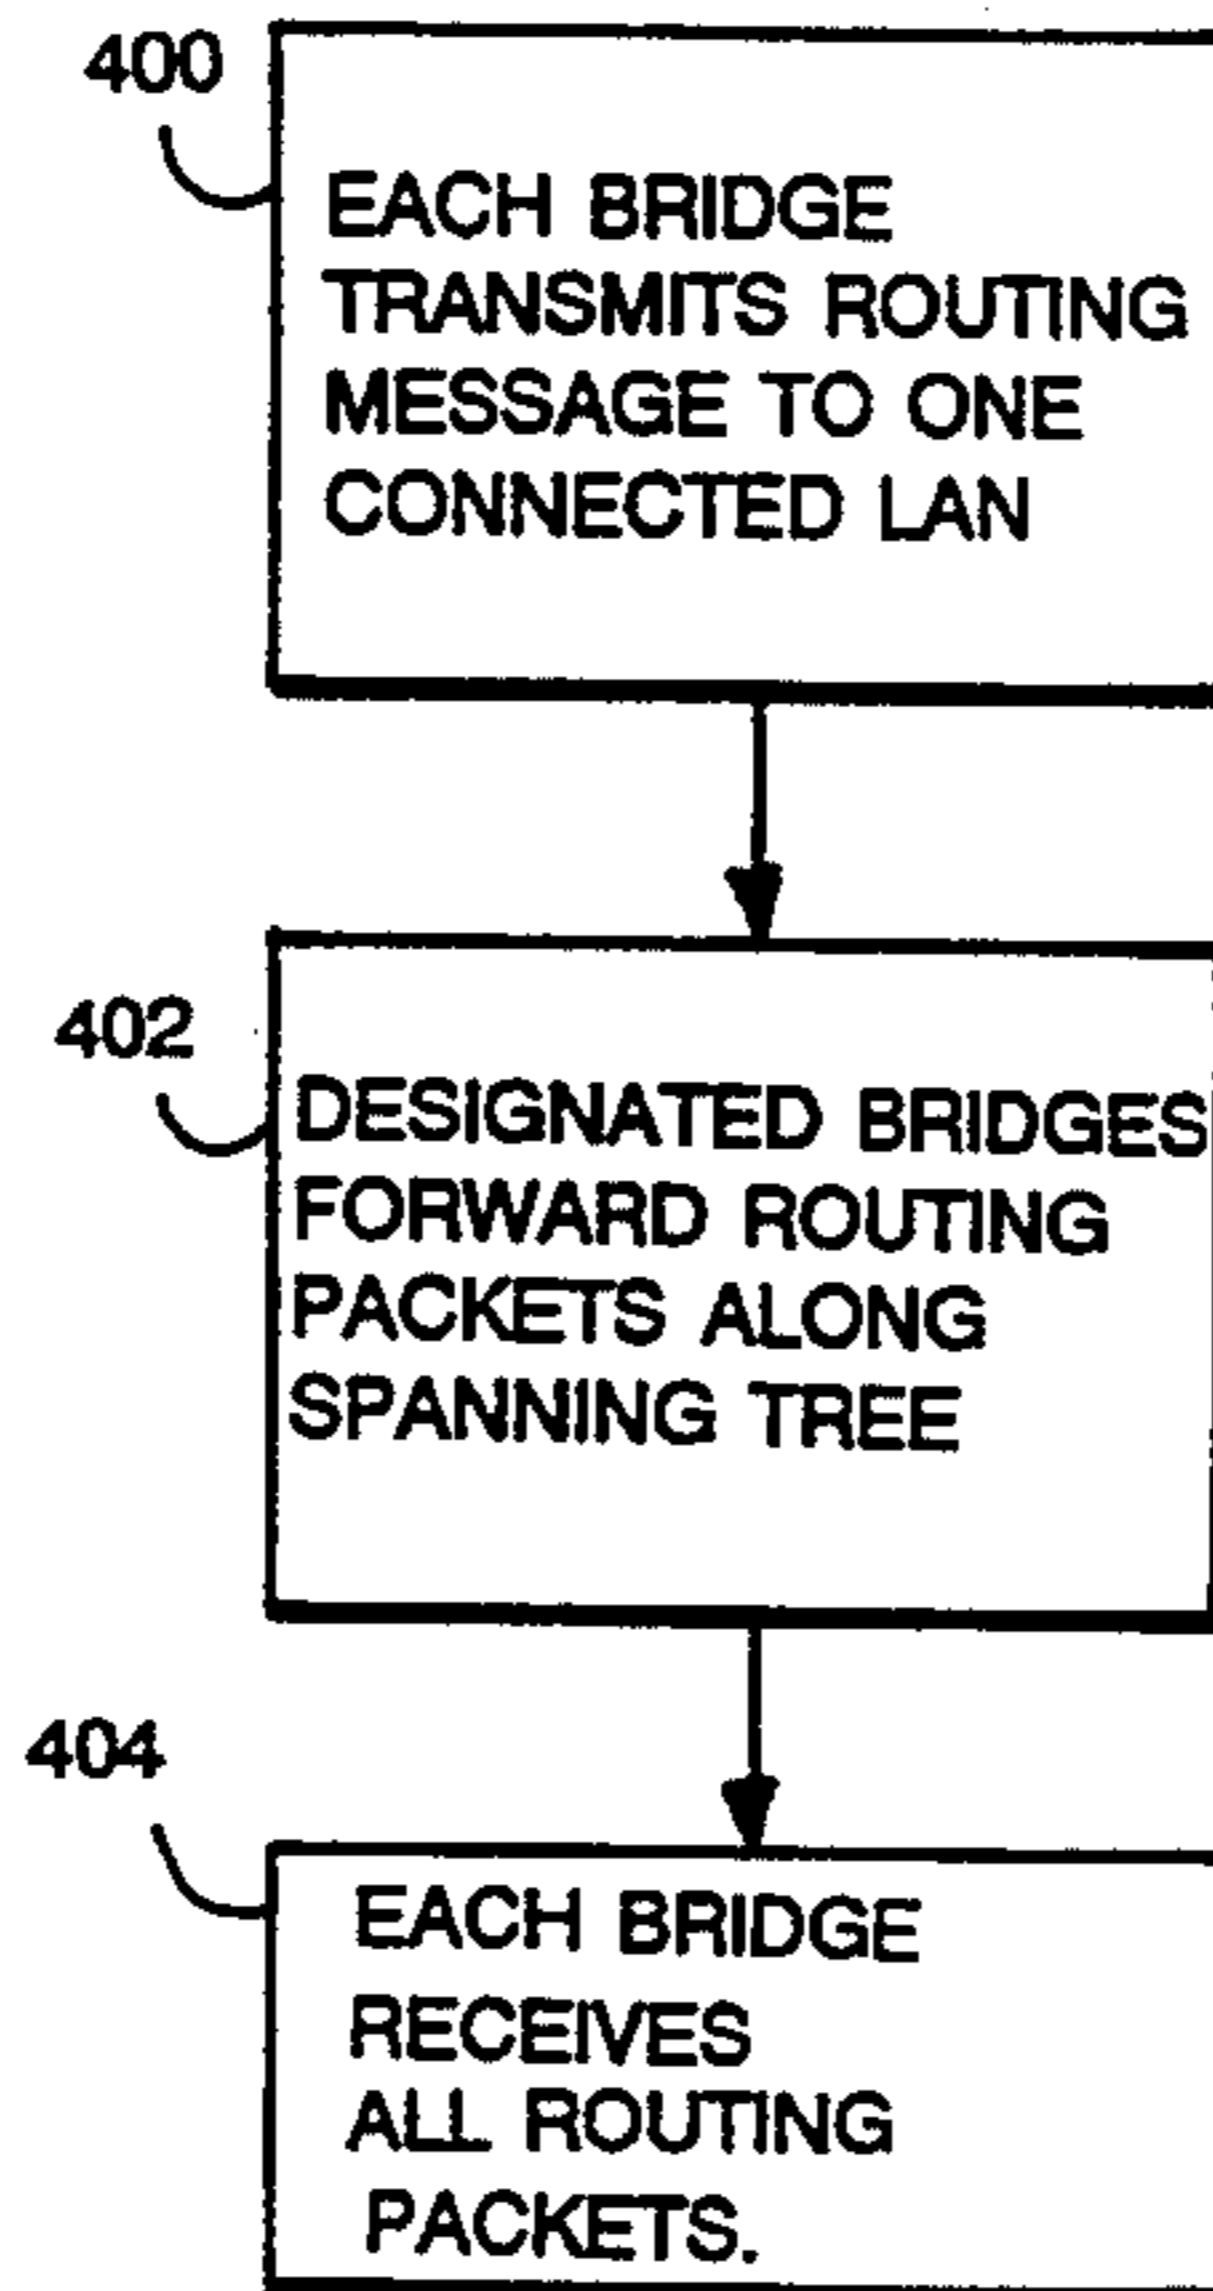 400
EACH BRIDGE
TRANSMITS ROUTING
MESSAGE TO ONE
CONNECTED LAN
402
DESIGNATED BRIDGES
FORWARD ROUTING
PACKETS ALONG
SPANNING TREE
404
EACH BRIDGE
RECEIVES
ALL ROUTING
PACKETS.